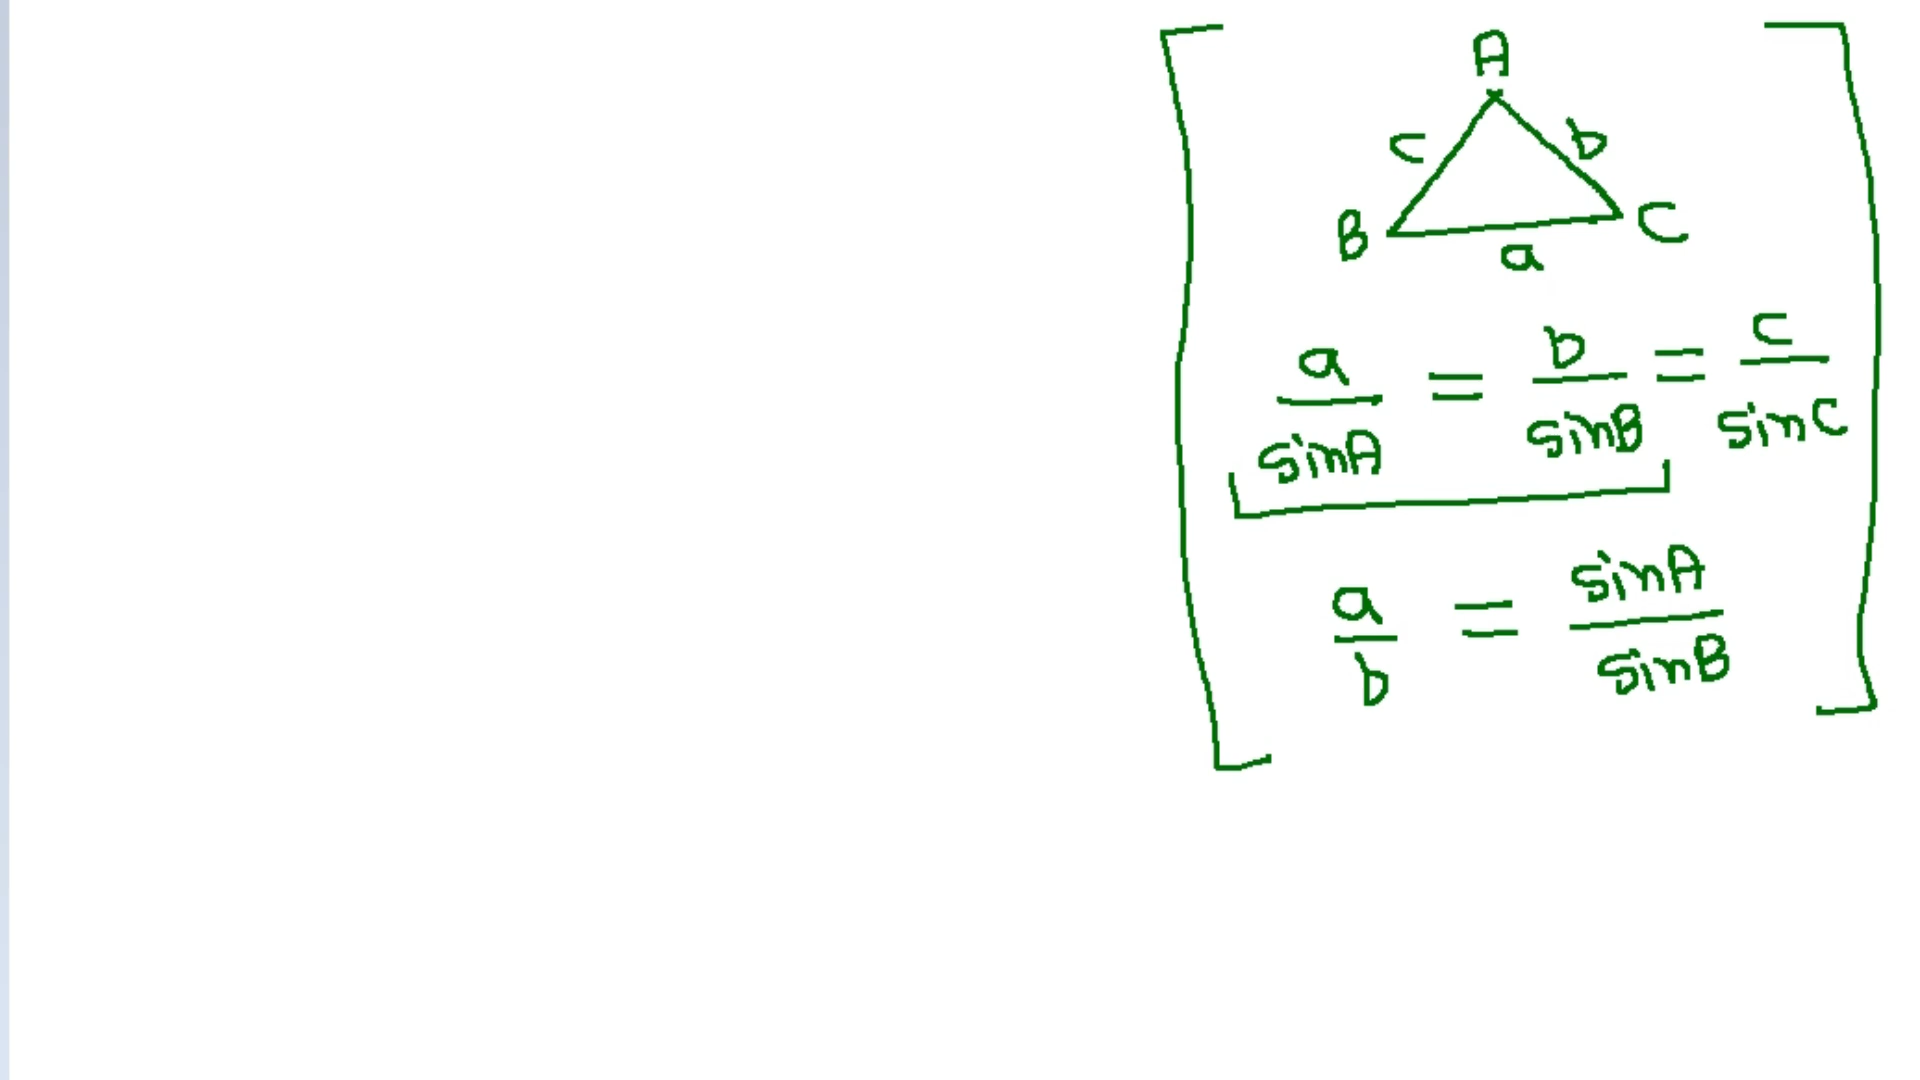 A
c b
B C
a
a/sinA = b/sinB = c/sinC
a/b = sinA/sinB